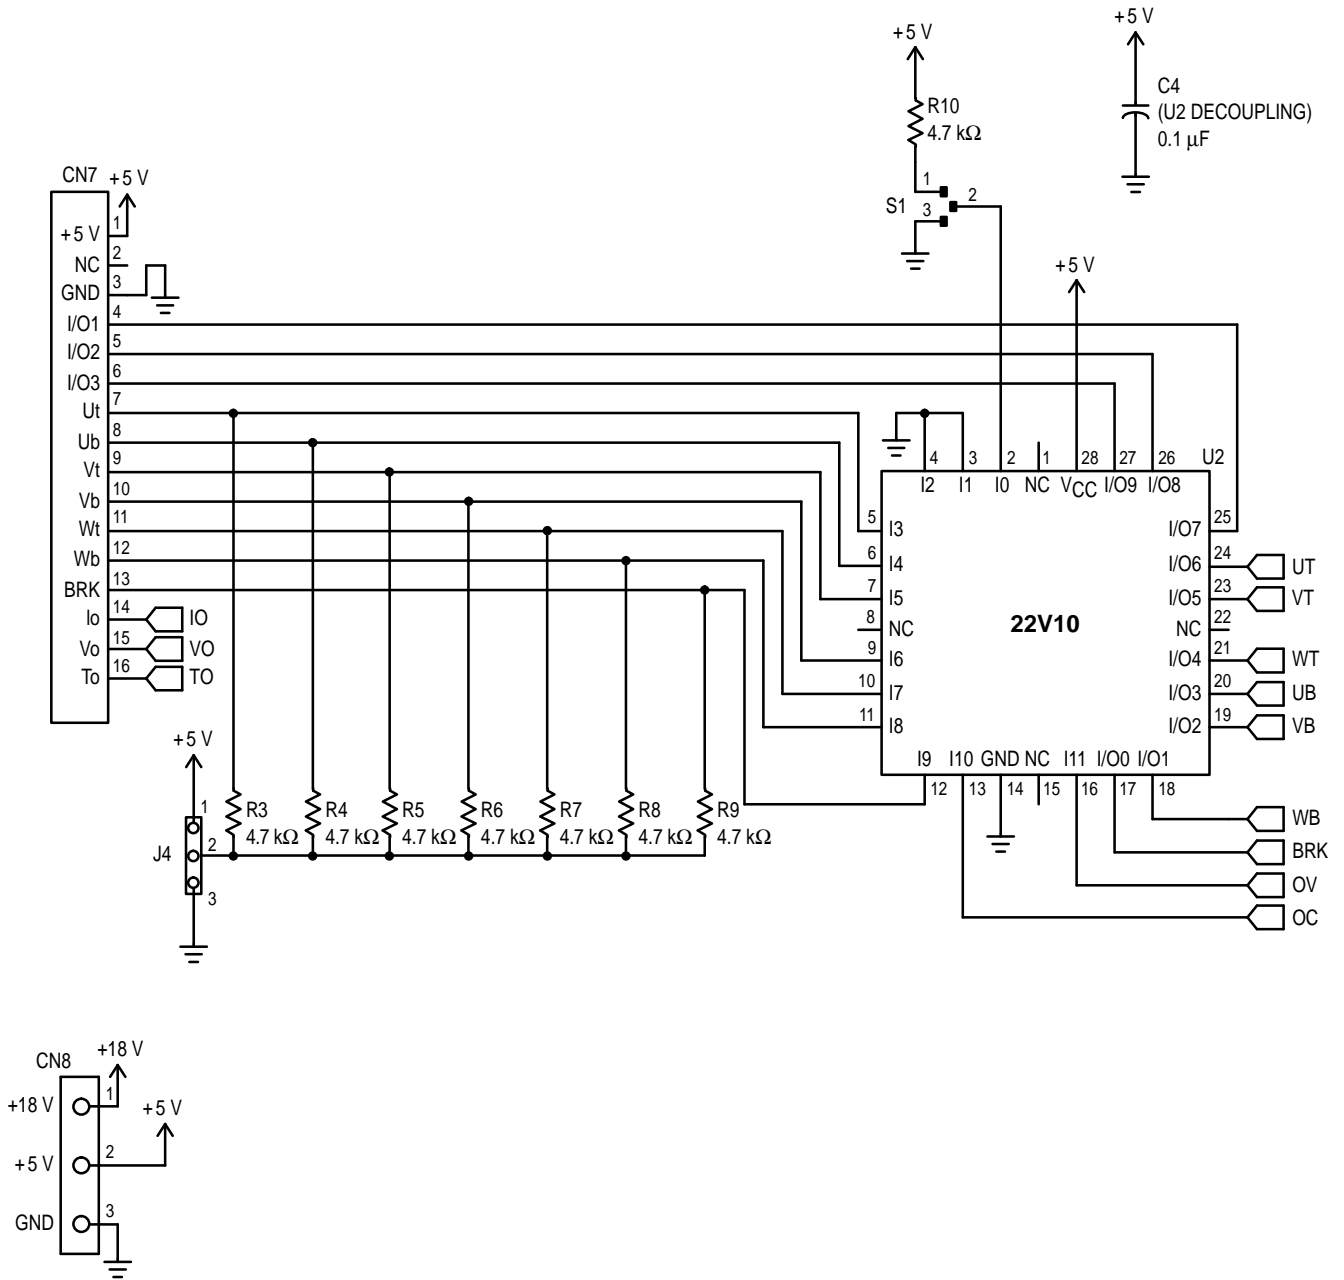 +5 V
+5 V
C4
(U2 DECOUPLING)
0.1 µF
R10
4.7 kΩ
S1
1
2
3
CN7
+5 V
+5 V 1
NC 2
GND 3
I/O1 4
I/O2 5
I/O3 6
Ut 7
Ub 8
Vt 9
Vb 10
Wt 11
Wb 12
BRK 13
Io 14 IO
Vo 15 VO
To 16 TO
+5 V
U2
4 3 2 1 28 27 26
I2 I1 I0 NC VCC I/O9 I/O8
5 I3
6 I4
7 I5
8 NC
9 I6
10 I7
11 I8
22V10
I/O7 25
I/O6 24 UT
I/O5 23 VT
NC 22
I/O4 21 WT
I/O3 20 UB
I/O2 19 VB
I9 I10 GND NC I11 I/O0 I/O1
12 13 14 15 16 17 18
WB
BRK
OV
OC
+5 V
J4
1
2
3
R3
4.7 kΩ
R4
4.7 kΩ
R5
4.7 kΩ
R6
4.7 kΩ
R7
4.7 kΩ
R8
4.7 kΩ
R9
4.7 kΩ
CN8
+18 V
+18 V 1
+5 V
+5 V 2
GND 3